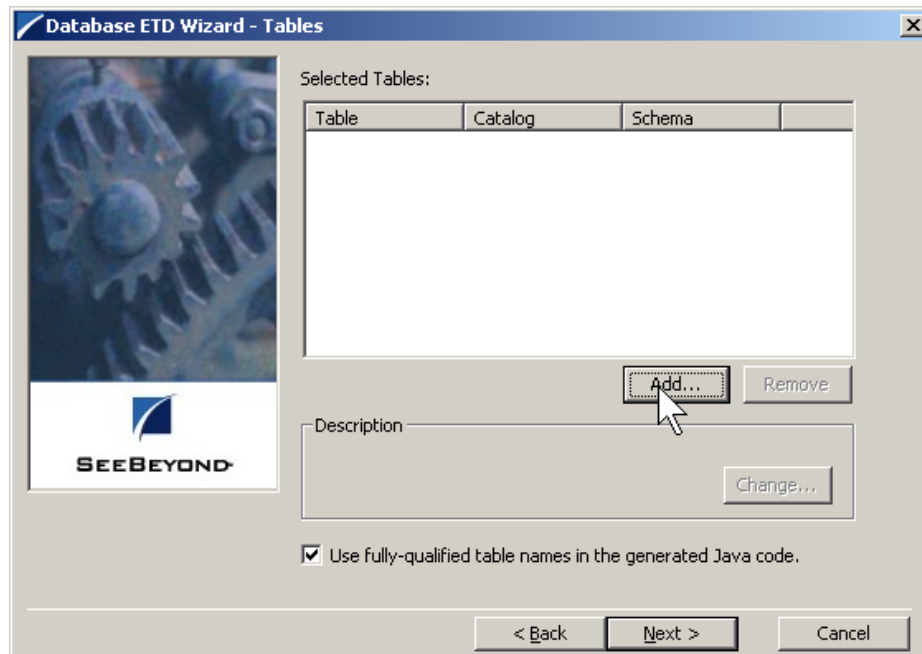 Database ETD Wizard - Tables
Selected Tables:
Table Catalog Schema
Add... Remove
Description
SEEBEYOND
Change...
Use fully-qualified table names in the generated Java code.
< Back Next > Cancel